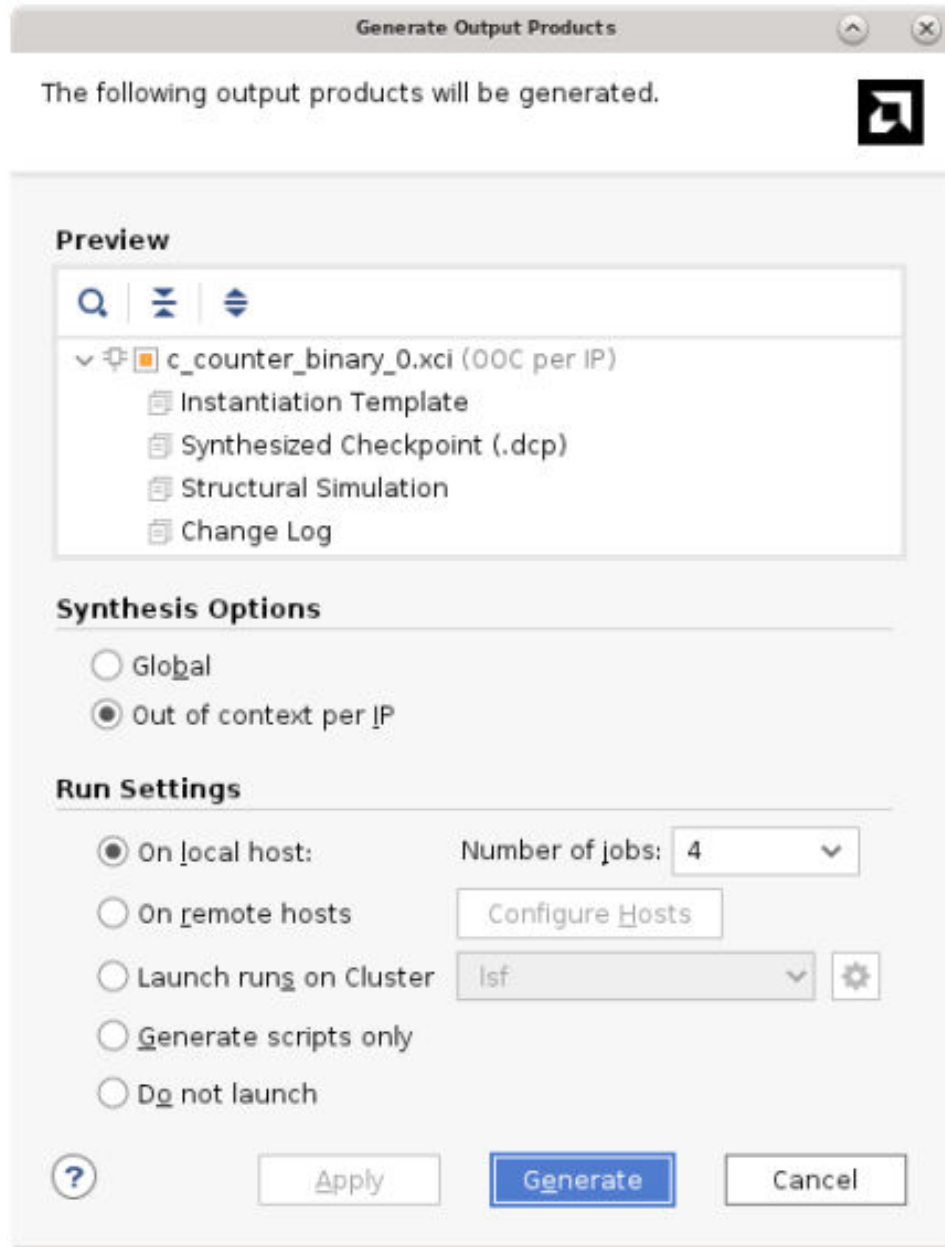 Generate Output Products
The following output products will be generated.
Preview
c_counter_binary_0.xci (OOC per IP)
Instantiation Template
Synthesized Checkpoint (.dcp)
Structural Simulation
Change Log
Synthesis Options
Global
Out of context per IP
Run Settings
On local host: Number of jobs: 4
On remote hosts Configure Hosts
Launch runs on Cluster lsf
Generate scripts only
Do not launch
? Apply Generate Cancel